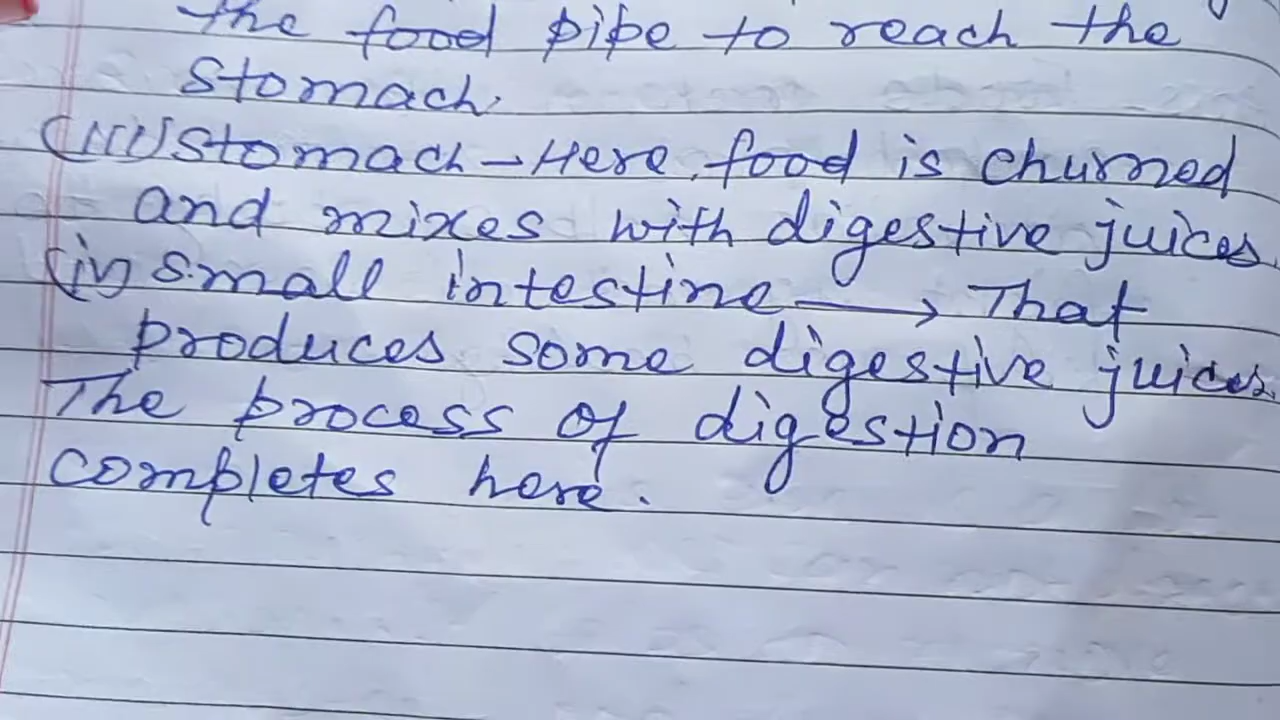 the food pipe to reach the
stomach.
(iii) Stomach - Here, food is churned
and mixes with digestive juices.
(iv) Small intestine → That
produces some digestive juices.
The process of digestion
completes here.